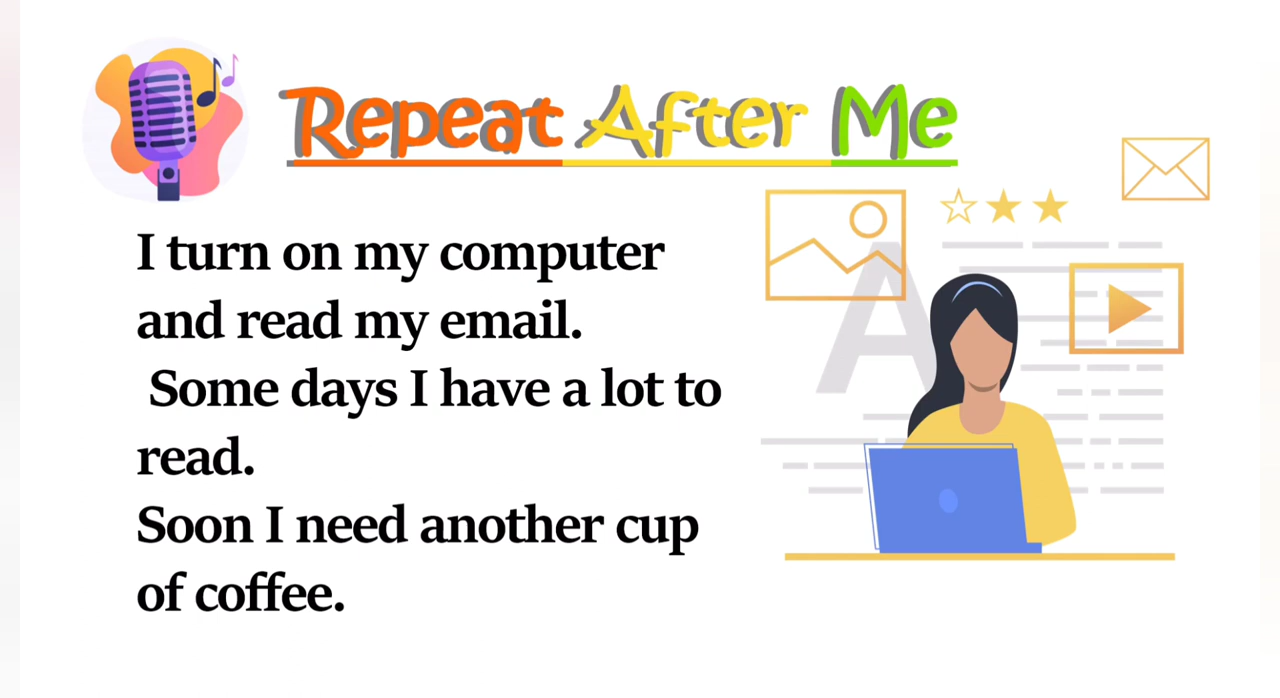 Repeat After Me
I turn on my computer
and read my email.
Some days I have a lot to
read.
Soon I need another cup
of coffee.
A